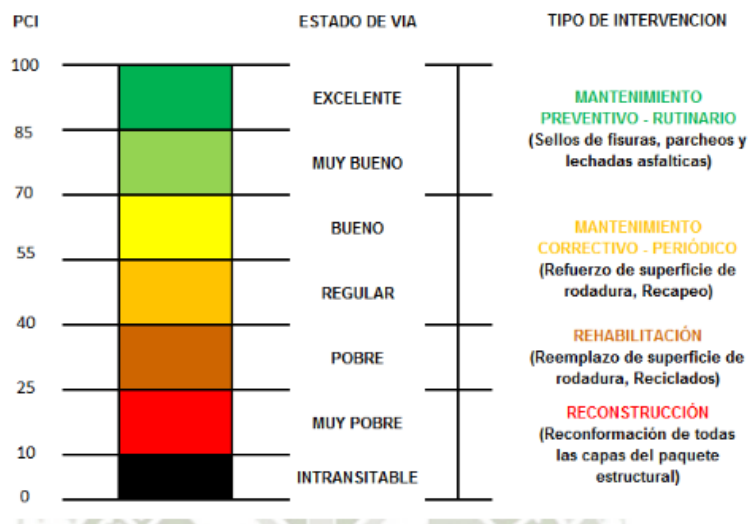 PCI ESTADO DE VIA TIPO DE INTERVENCION
100
EXCELENTE
85
MUY BUENO
70
BUENO
55
REGULAR
40
POBRE
25
MUY POBRE
10
INTRANSITABLE
0
MANTENIMIENTO
PREVENTIVO - RUTINARIO
(Sellos de fisuras, parcheos y
lechadas asfalticas)
MANTENIMIENTO
CORRECTIVO - PERIÓDICO
(Refuerzo de superficie de
rodadura, Recapeo)
REHABILITACIÓN
(Reemplazo de superficie de
rodadura, Reciclados)
RECONSTRUCCIÓN
(Reconformación de todas
las capas del paquete
estructural)